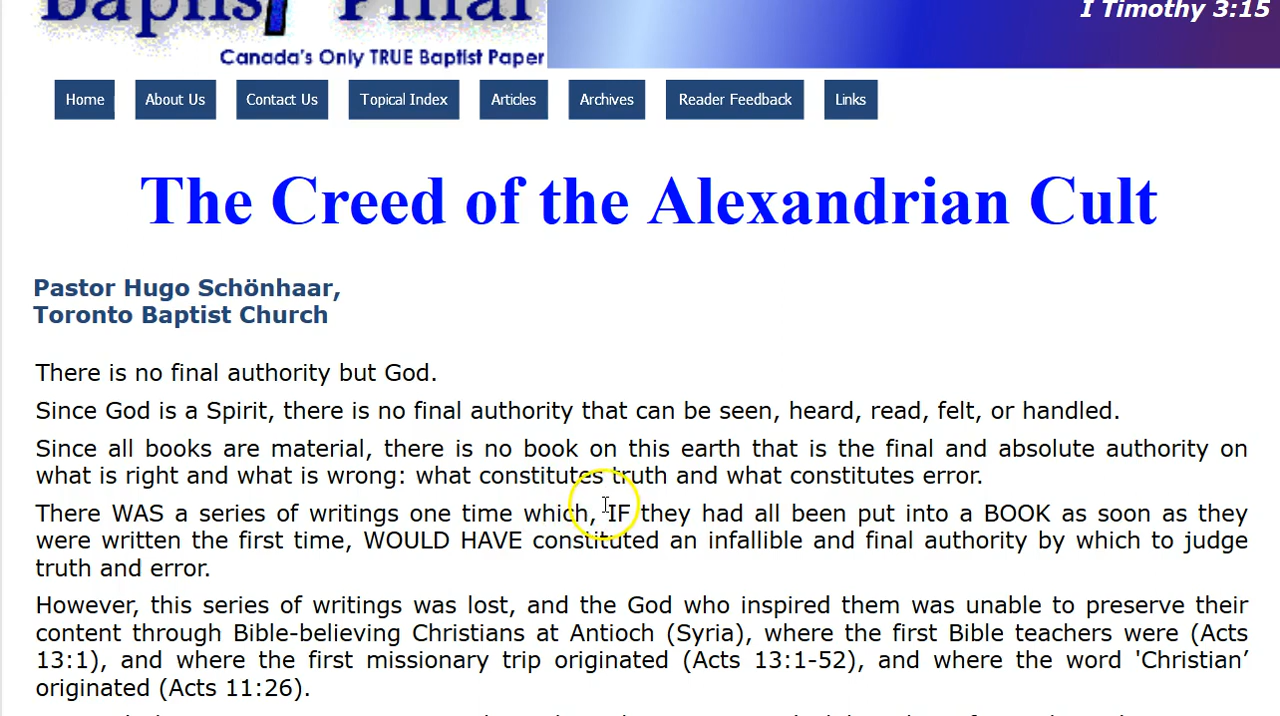 Baptist Pillar
I Timothy 3:15
Canada's Only TRUE Baptist Paper
Home About Us Contact Us Topical Index Articles Archives Reader Feedback Links
The Creed of the Alexandrian Cult
Pastor Hugo Schönhaar,
Toronto Baptist Church
There is no final authority but God.
Since God is a Spirit, there is no final authority that can be seen, heard, read, felt, or handled.
Since all books are material, there is no book on this earth that is the final and absolute authority on
what is right and what is wrong: what constitutes truth and what constitutes error.
There WAS a series of writings one time which, IF they had all been put into a BOOK as soon as they
were written the first time, WOULD HAVE constituted an infallible and final authority by which to judge
truth and error.
However, this series of writings was lost, and the God who inspired them was unable to preserve their
content through Bible-believing Christians at Antioch (Syria), where the first Bible teachers were (Acts
13:1), and where the first missionary trip originated (Acts 13:1-52), and where the word 'Christian’
originated (Acts 11:26).